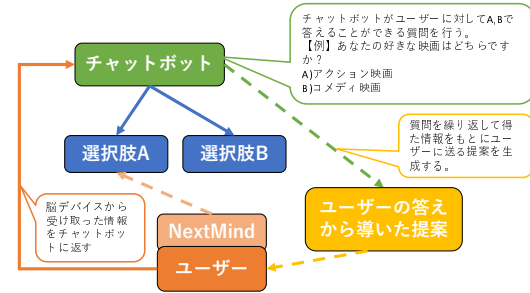 チャットボットがユーザーに対してA,Bで
答えることができる質問を行う。
【例】あなたの好きな映画はどちらです
か？
A)アクション映画
B)コメディ映画
チャットボット
質問を繰り返して得
た情報をもとにユー
ザーに送る提案を
生成する。
選択肢A
選択肢B
脳デバイスから
受け取った情報
をチャットボッ
トに返す
NextMind
ユーザー
ユーザーの答え
から導いた提案